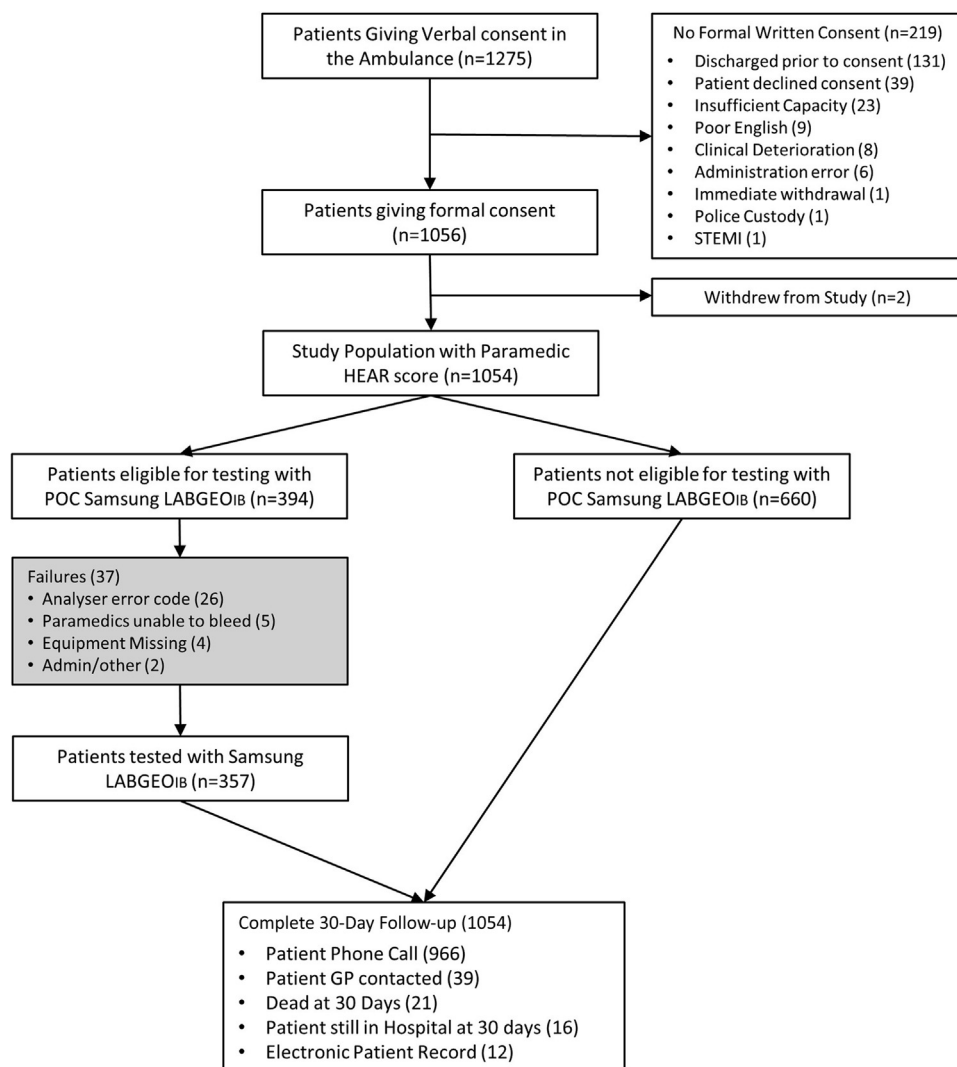 Patients Giving Verbal consent in
the Ambulance (n=1275)
No Formal Written Consent (n=219)
• Discharged prior to consent (131)
• Patient declined consent (39)
• Insufficient Capacity (23)
• Poor English (9)
• Clinical Deterioration (8)
• Administration error (6)
• Immediate withdrawal (1)
• Police Custody (1)
• STEMI (1)
Patients giving formal consent
(n=1056)
Withdrew from Study (n=2)
Study Population with Paramedic
HEAR score (n=1054)
Patients eligible for testing with
POC Samsung LABGEOIB (n=394)
Patients not eligible for testing with
POC Samsung LABGEOIB (n=660)
Failures (37)
• Analyser error code (26)
• Paramedics unable to bleed (5)
• Equipment Missing (4)
• Admin/other (2)
Patients tested with Samsung
LABGEOIB (n=357)
Complete 30-Day Follow-up (1054)
• Patient Phone Call (966)
• Patient GP contacted (39)
• Dead at 30 Days (21)
• Patient still in Hospital at 30 days (16)
• Electronic Patient Record (12)